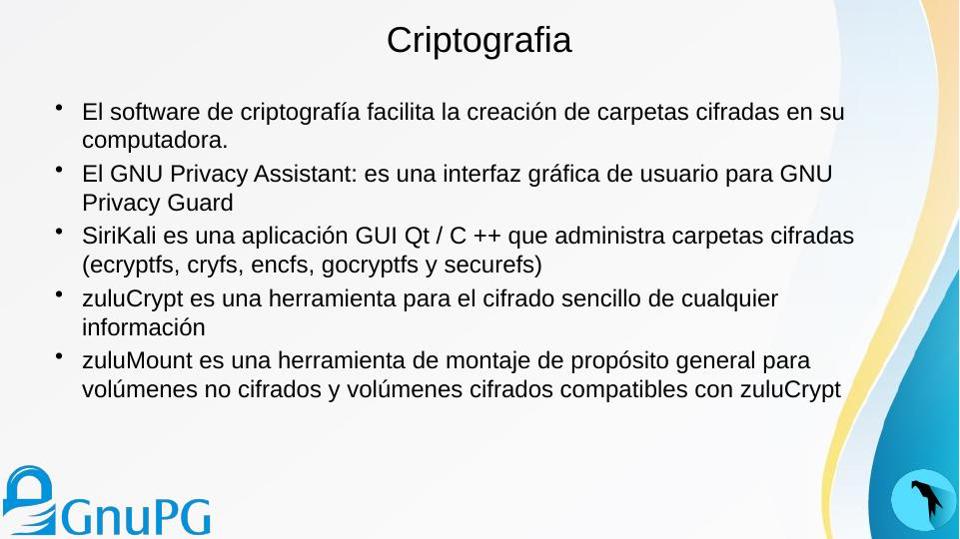 Criptografia
• El software de criptografía facilita la creación de carpetas cifradas en su
computadora.
• El GNU Privacy Assistant: es una interfaz gráfica de usuario para GNU
Privacy Guard
• SiriKali es una aplicación GUI Qt / C ++ que administra carpetas cifradas
(ecryptfs, cryfs, encfs, gocryptfs y securefs)
• zuluCrypt es una herramienta para el cifrado sencillo de cualquier
información
• zuluMount es una herramienta de montaje de propósito general para
volúmenes no cifrados y volúmenes cifrados compatibles con zuluCrypt
GnuPG